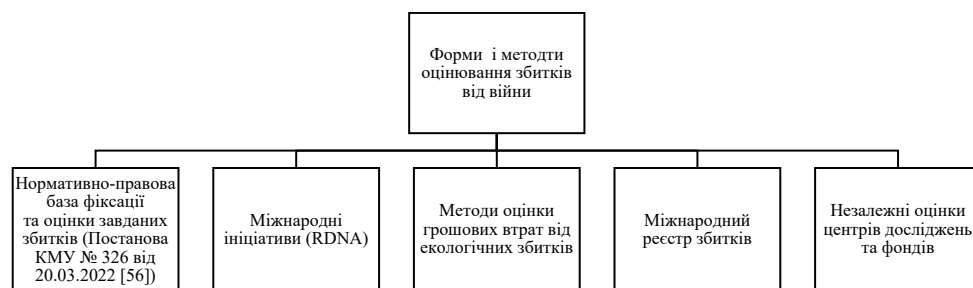 Форми і методти
оцінювання збитків
від війни
Нормативно-правова
база фіксації
та оцінки завданих
збитків (Постанова
КМУ № 326 від
20.03.2022 [56])
Міжнародні
ініціативи (RDNA)
Методи оцінки
грошових втрат від
екологічних збитків
Міжнародний
реєстр збитків
Незалежні оцінки
центрів досліджень
та фондів